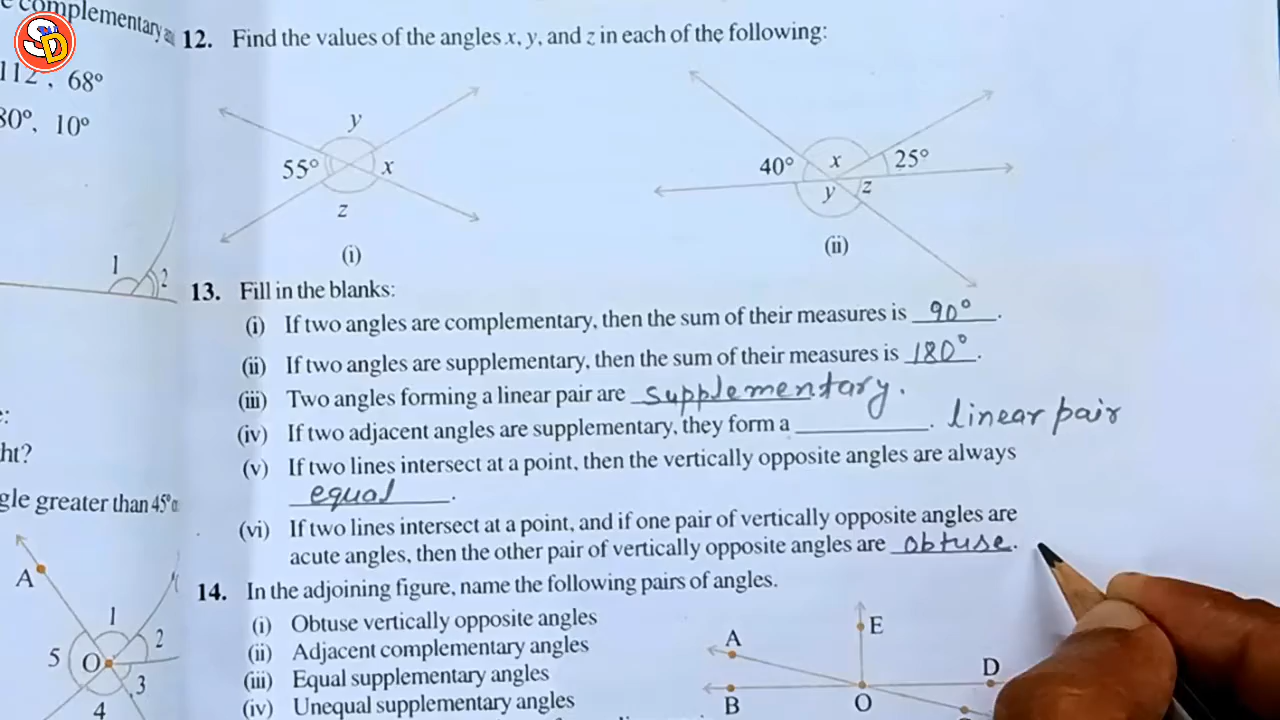 complementary
SD
112°, 68°
80°, 10°
1 2
ht?
gle greater than 45°
A
1
5 O 2
3
4
12. Find the values of the angles x, y, and z in each of the following:
y
55° x
z
(i)
40° x 25°
y z
(ii)
13. Fill in the blanks:
(i) If two angles are complementary, then the sum of their measures is 90°.
(ii) If two angles are supplementary, then the sum of their measures is 180°.
(iii) Two angles forming a linear pair are supplementary.
(iv) If two adjacent angles are supplementary, they form a __________. linear pair
(v) If two lines intersect at a point, then the vertically opposite angles are always
equal.
(vi) If two lines intersect at a point, and if one pair of vertically opposite angles are
acute angles, then the other pair of vertically opposite angles are obtuse.
14. In the adjoining figure, name the following pairs of angles.
(i) Obtuse vertically opposite angles
(ii) Adjacent complementary angles
(iii) Equal supplementary angles
(iv) Unequal supplementary angles
E
A
D
B O